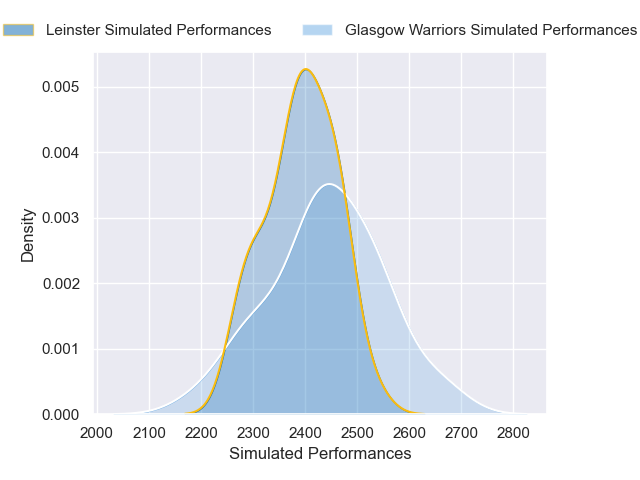 Leinster Simulated Performances
Glasgow Warriors Simulated Performances
Density
0.005
0.004
0.003
0.002
0.001
0.000
2000 2100 2200 2300 2400 2500 2600 2700 2800
Simulated Performances